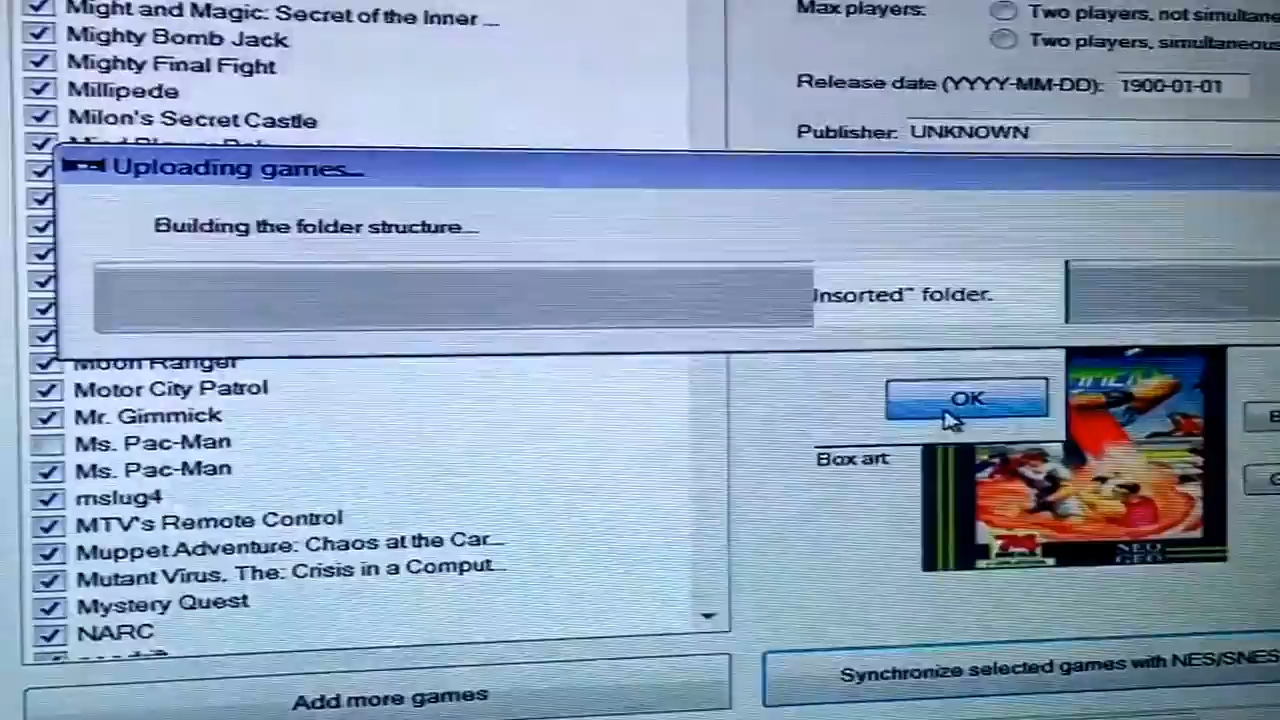 Might and Magic: Secret of the Inner ...
Mighty Bomb Jack
Mighty Final Fight
Millipede
Milon's Secret Castle
Max players:
Two players, not simultane
Two players, simultaneous
Release date (YYYY-MM-DD):
1900-01-01
Publisher:
UNKNOWN
Uploading games...
Building the folder structure...
Unsorted" folder.
OK
Moon Ranger
Motor City Patrol
Mr. Gimmick
Ms. Pac-Man
Ms. Pac-Man
mslug4
MTV's Remote Control
Muppet Adventure: Chaos at the Car...
Mutant Virus, The: Crisis in a Comput...
Mystery Quest
NARC
Box art
NEO
GEO
Add more games
Synchronize selected games with NES/SNES